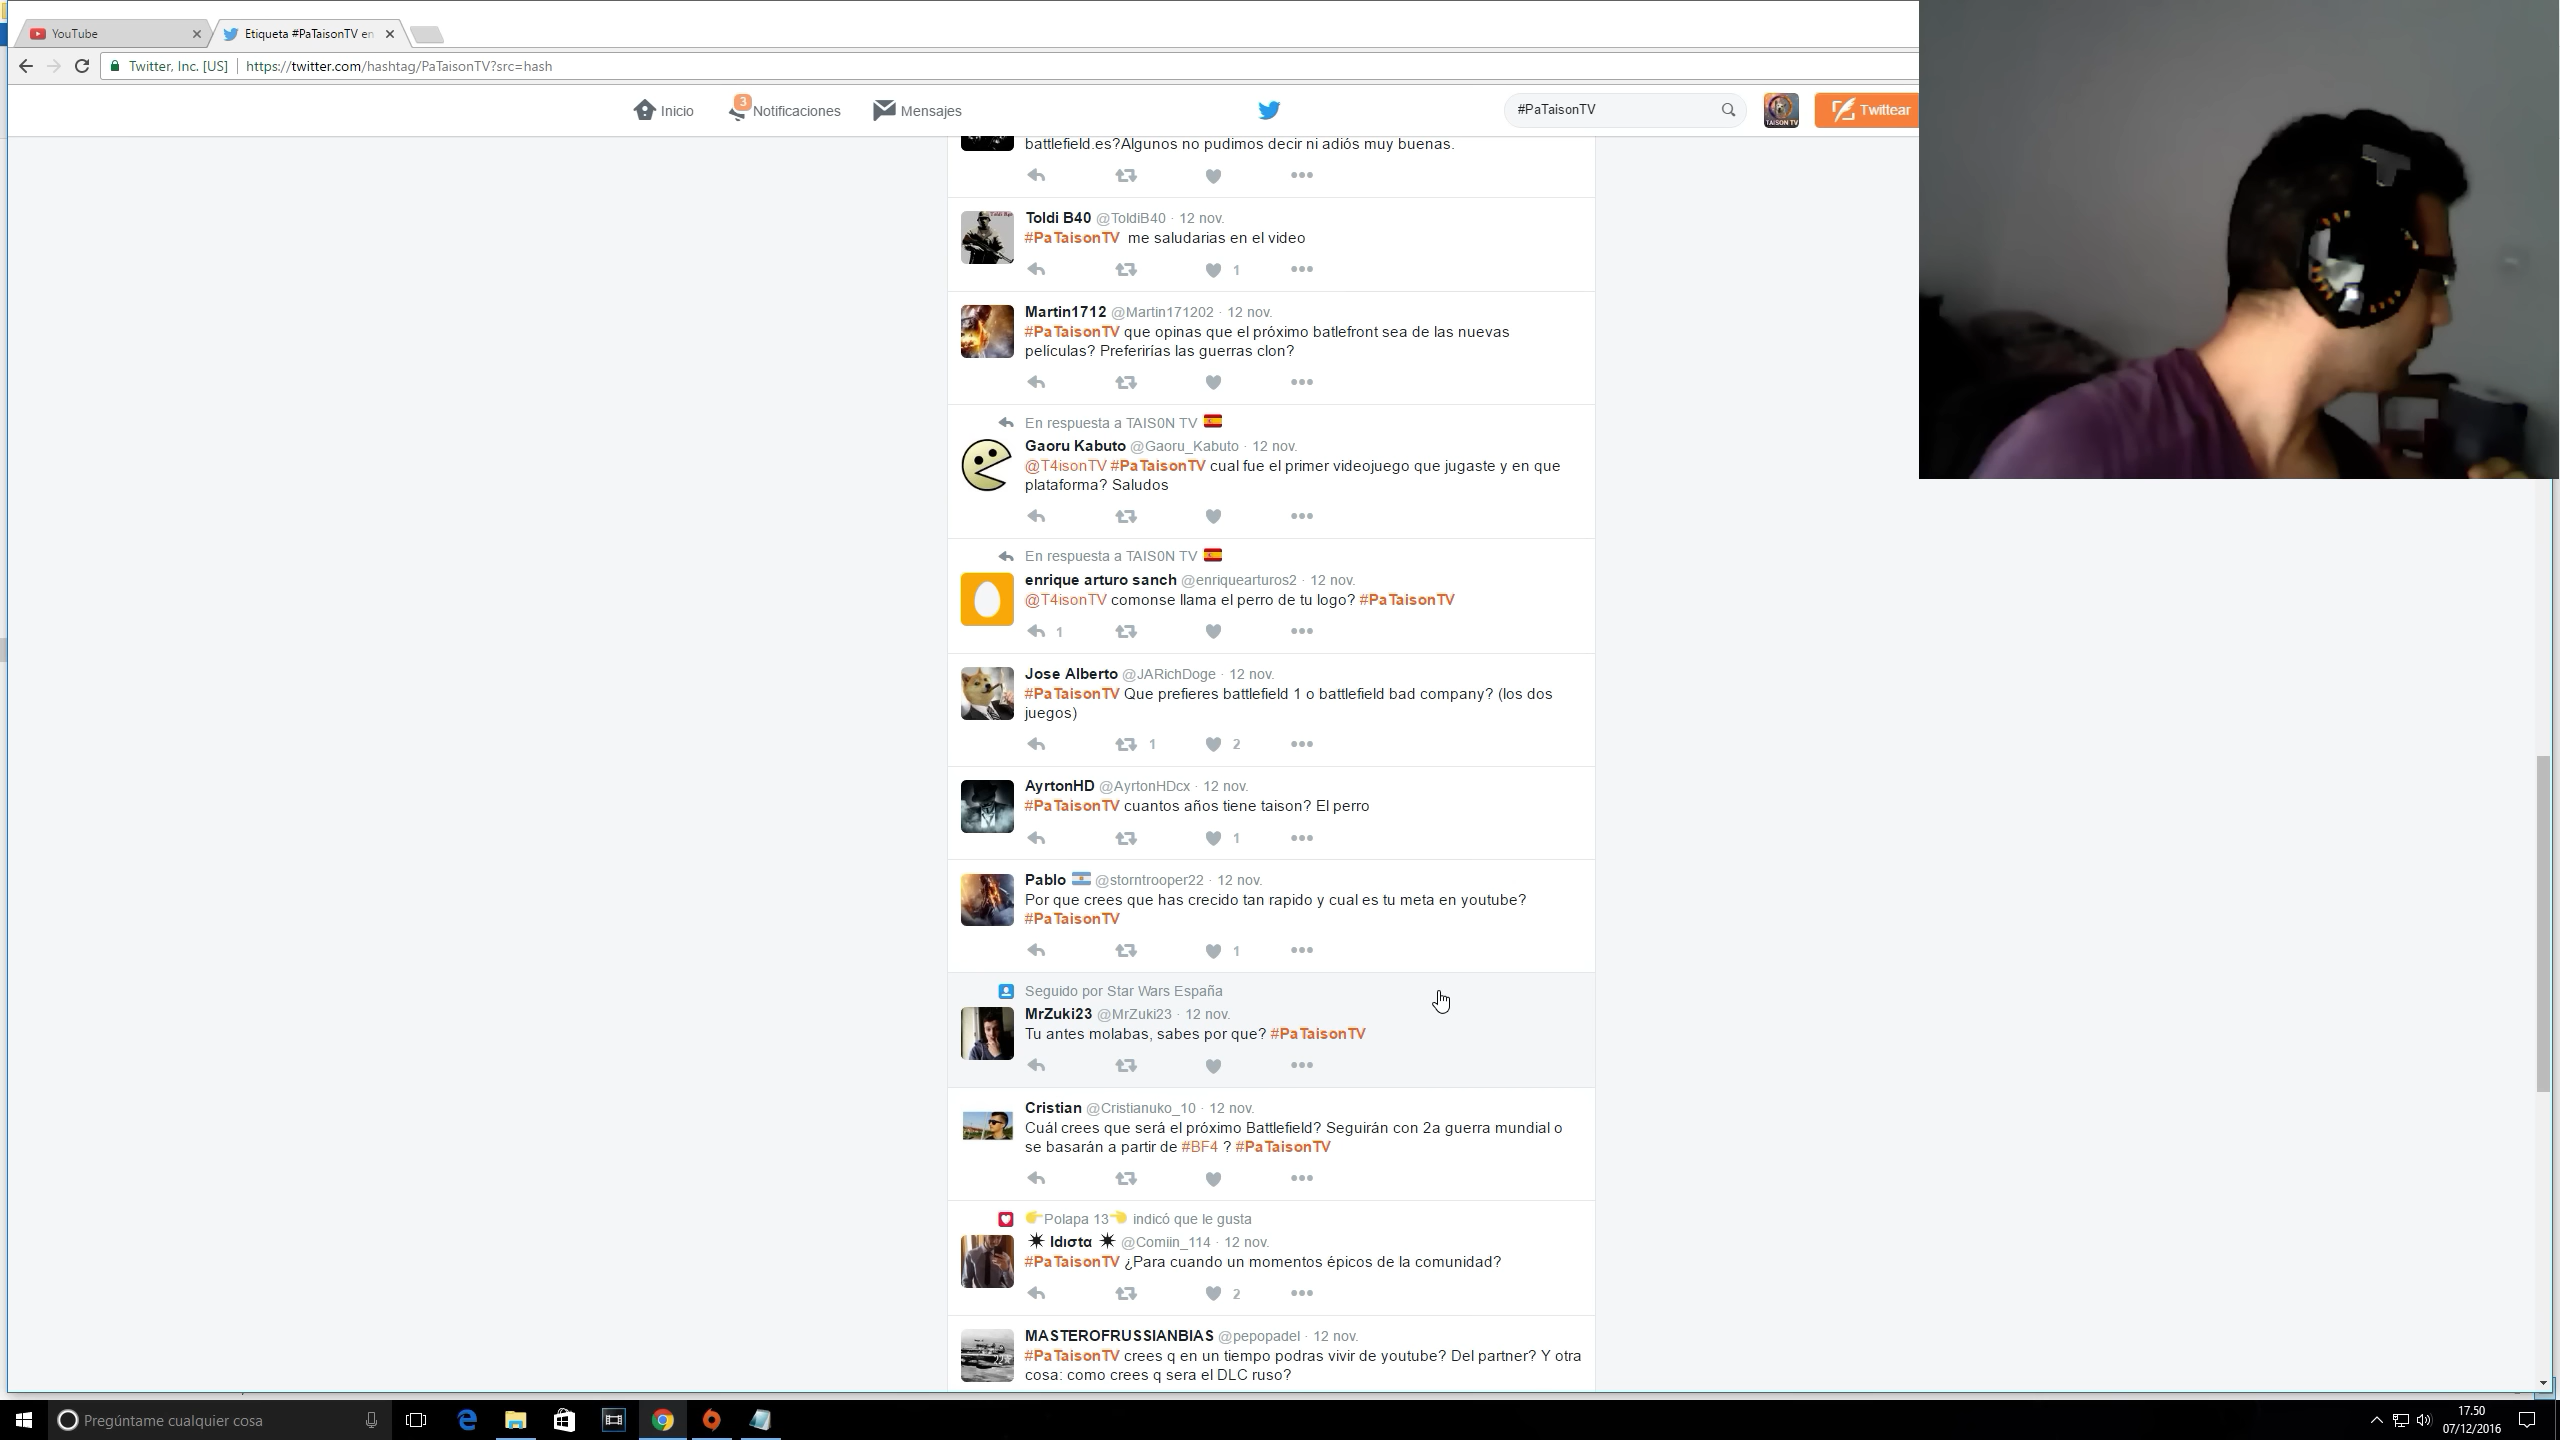 YouTube
Etiqueta #PaTaisonTV en
Twitter, Inc. [US]
https://twitter.com/hashtag/PaTaisonTV?src=hash
Inicio
3
Notificaciones
Mensajes
#PaTaisonTV
TAISON TV
Twittear
battlefield.es?Algunos no pudimos decir ni adiós muy buenas.
Toldi B40 @ToldiB40 · 12 nov.
#PaTaisonTV me saludarias en el video
1
Martin1712 @Martin171202 · 12 nov.
#PaTaisonTV que opinas que el próximo batlefront sea de las nuevas
películas? Preferirías las guerras clon?
En respuesta a TAIS0N TV
Gaoru Kabuto @Gaoru_Kabuto · 12 nov.
@T4isonTV #PaTaisonTV cual fue el primer videojuego que jugaste y en que
plataforma? Saludos
En respuesta a TAIS0N TV
enrique arturo sanch @enriquearturos2 · 12 nov.
@T4isonTV comonse llama el perro de tu logo? #PaTaisonTV
1
Jose Alberto @JARichDoge · 12 nov.
#PaTaisonTV Que prefieres battlefield 1 o battlefield bad company? (los dos
juegos)
1 2
AyrtonHD @AyrtonHDcx · 12 nov.
#PaTaisonTV cuantos años tiene taison? El perro
1
Pablo @storntrooper22 · 12 nov.
Por que crees que has crecido tan rapido y cual es tu meta en youtube?
#PaTaisonTV
1
Seguido por Star Wars España
MrZuki23 @MrZuki23 · 12 nov.
Tu antes molabas, sabes por que? #PaTaisonTV
Cristian @Cristianuko_10 · 12 nov.
Cuál crees que será el próximo Battlefield? Seguirán con 2a guerra mundial o
se basarán a partir de #BF4 ? #PaTaisonTV
Polapa 13 indicó que le gusta
✴ Idισtα ✴ @Comiin_114 · 12 nov.
#PaTaisonTV ¿Para cuando un momentos épicos de la comunidad?
2
MASTEROFRUSSIANBIAS @pepopadel · 12 nov.
#PaTaisonTV crees q en un tiempo podras vivir de youtube? Del partner? Y otra
cosa: como crees q sera el DLC ruso?
Pregúntame cualquier cosa
17.50
07/12/2016